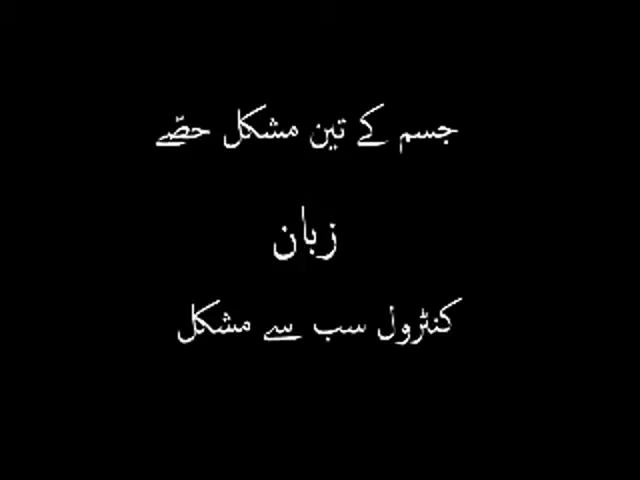 جسم کے تین مشکل حصّے
زبان
کنٹرول سب سے مشکل